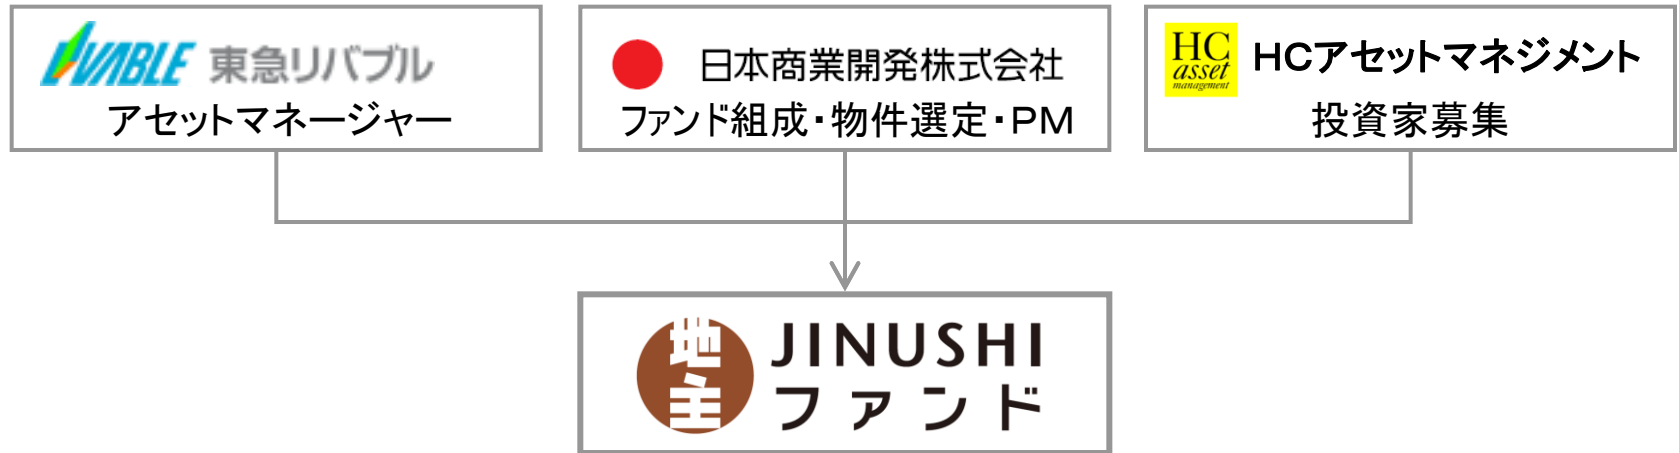 LIVABLE 東急リバブル
アセットマネージャー
日本商業開発株式会社
ファンド組成・物件選定・PM
HC
asset
management
HCアセットマネジメント
投資家募集
地主
JINUSHI
ファンド